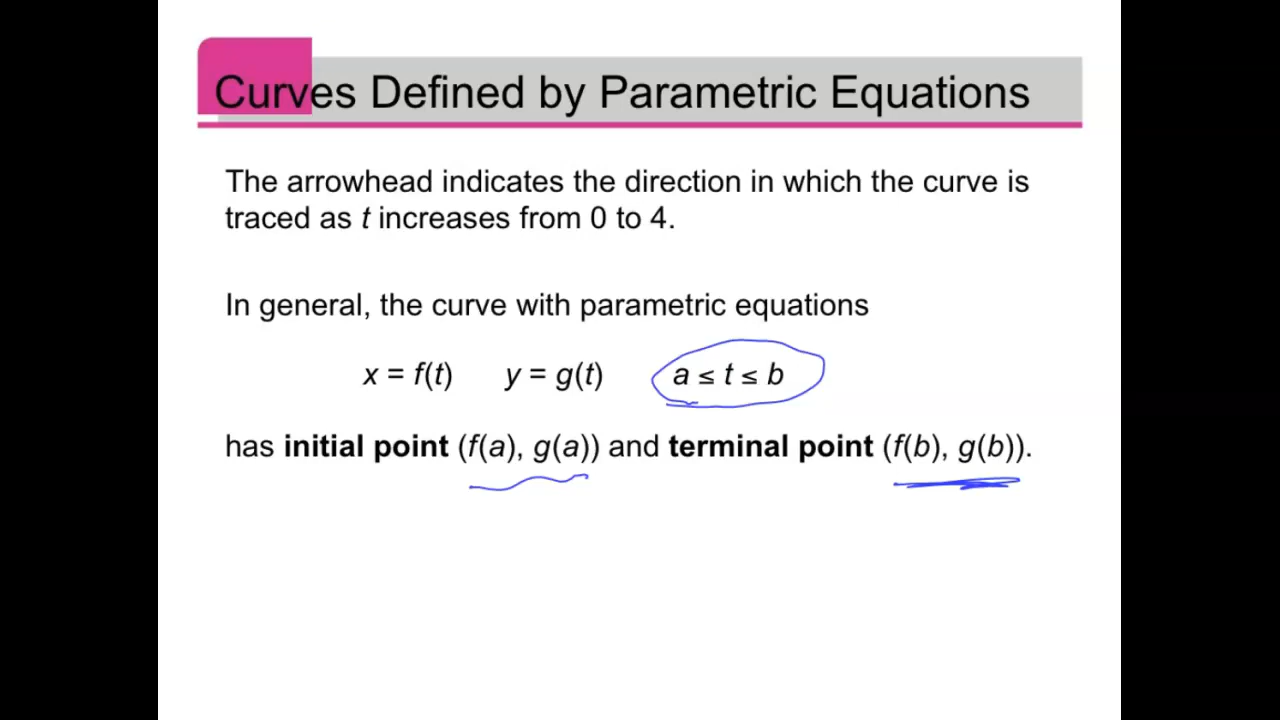 Curves Defined by Parametric Equations
The arrowhead indicates the direction in which the curve is
traced as t increases from 0 to 4.
In general, the curve with parametric equations
x = f(t) y = g(t) a ≤ t ≤ b
has initial point (f(a), g(a)) and terminal point (f(b), g(b)).